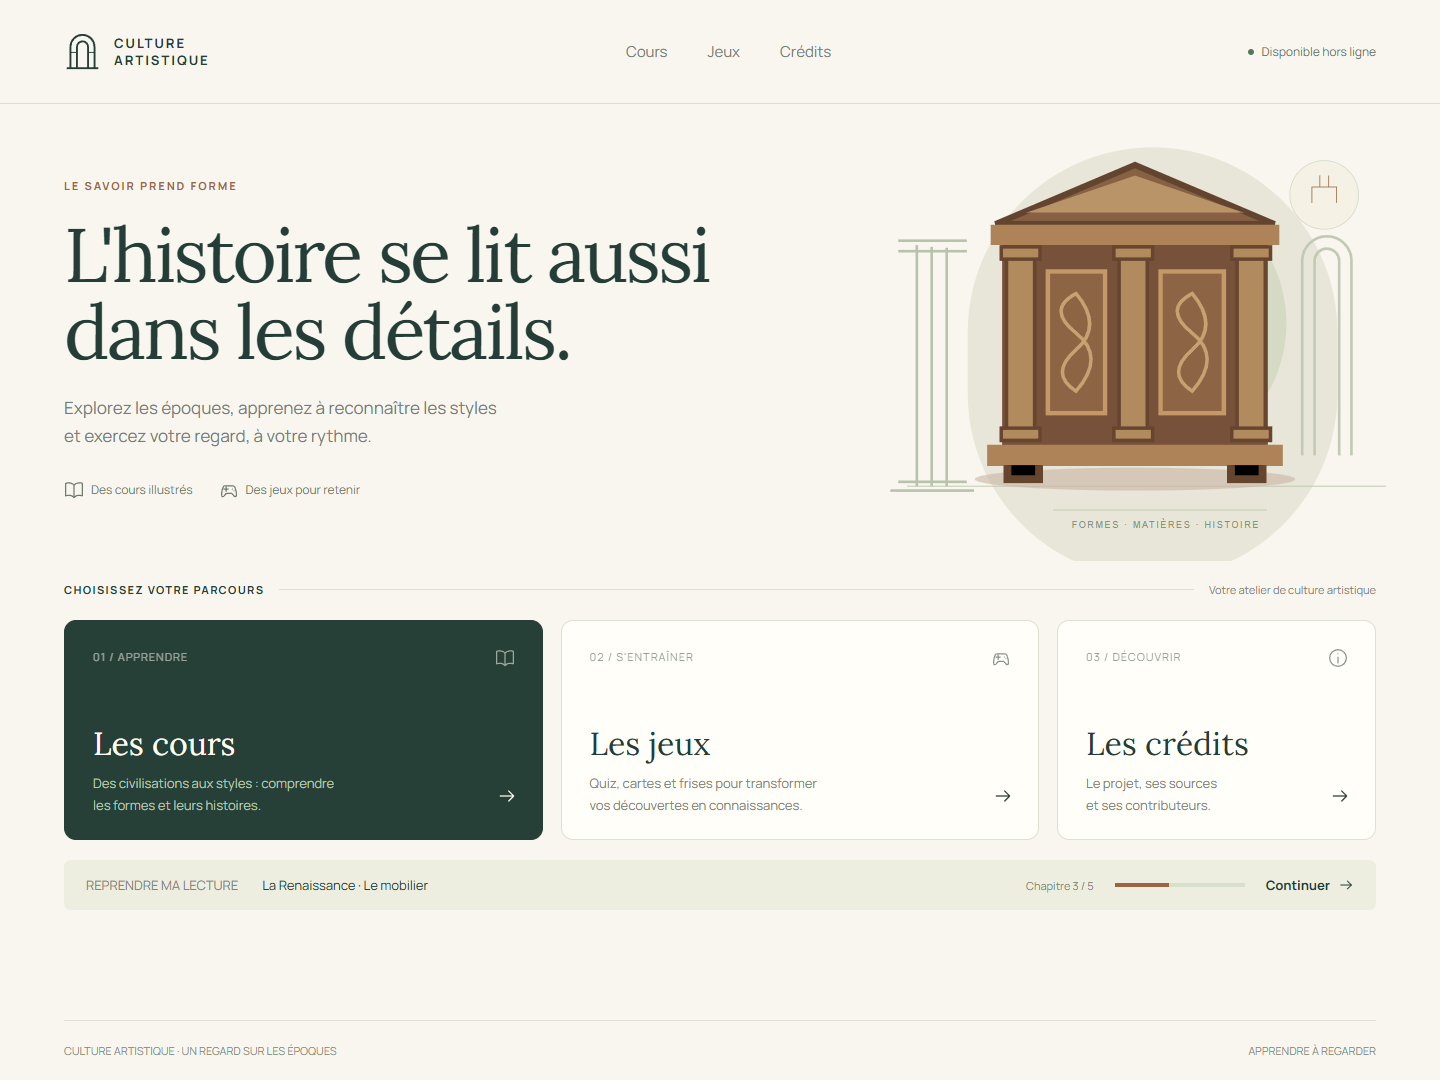 CULTURE
ARTISTIQUE
Cours
Jeux
Crédits
Disponible hors ligne
LE SAVOIR PREND FORME
L'histoire se lit aussi
dans les détails.
Explorez les époques, apprenez à reconnaître les styles
et exercez votre regard, à votre rythme.
Des cours illustrés
Des jeux pour retenir
FORMES · MATIÈRES · HISTOIRE
CHOISISSEZ VOTRE PARCOURS
Votre atelier de culture artistique
01 / APPRENDRE
Les cours
Des civilisations aux styles : comprendre
les formes et leurs histoires.
02 / S'ENTRAÎNER
Les jeux
Quiz, cartes et frises pour transformer
vos découvertes en connaissances.
03 / DÉCOUVRIR
Les crédits
Le projet, ses sources
et ses contributeurs.
REPRENDRE MA LECTURE
La Renaissance · Le mobilier
Chapitre 3 / 5
Continuer
CULTURE ARTISTIQUE · UN REGARD SUR LES ÉPOQUES
APPRENDRE À REGARDER